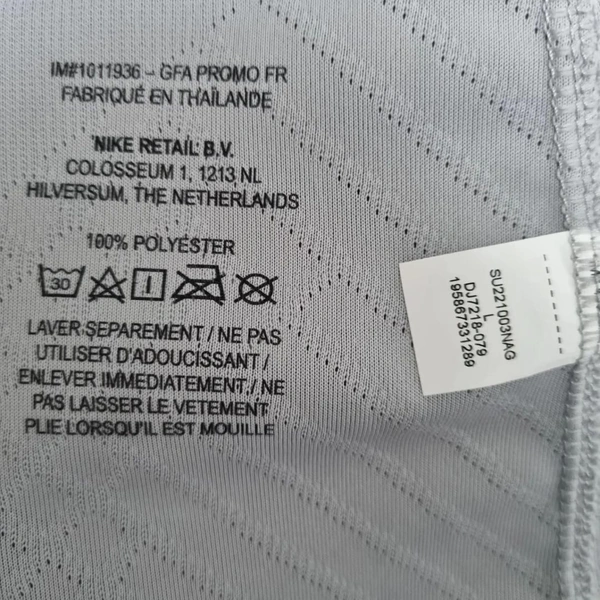 IM#1011936 – GFA PROMO FR
FABRIQUÉ EN THAÏLANDE
NIKE RETAIL B.V.
COLOSSEUM 1, 1213 NL
HILVERSUM, THE NETHERLANDS
100% POLYESTER
30
LAVER SEPAREMENT / NE PAS
UTILISER D'ADOUCISSANT /
ENLEVER IMMEDIATEMENT / NE
PAS LAISSER LE VETEMENT
PLIE LORSQU'IL EST MOUILLE
SU221003NAG
L
DJ7218-079
195867331289